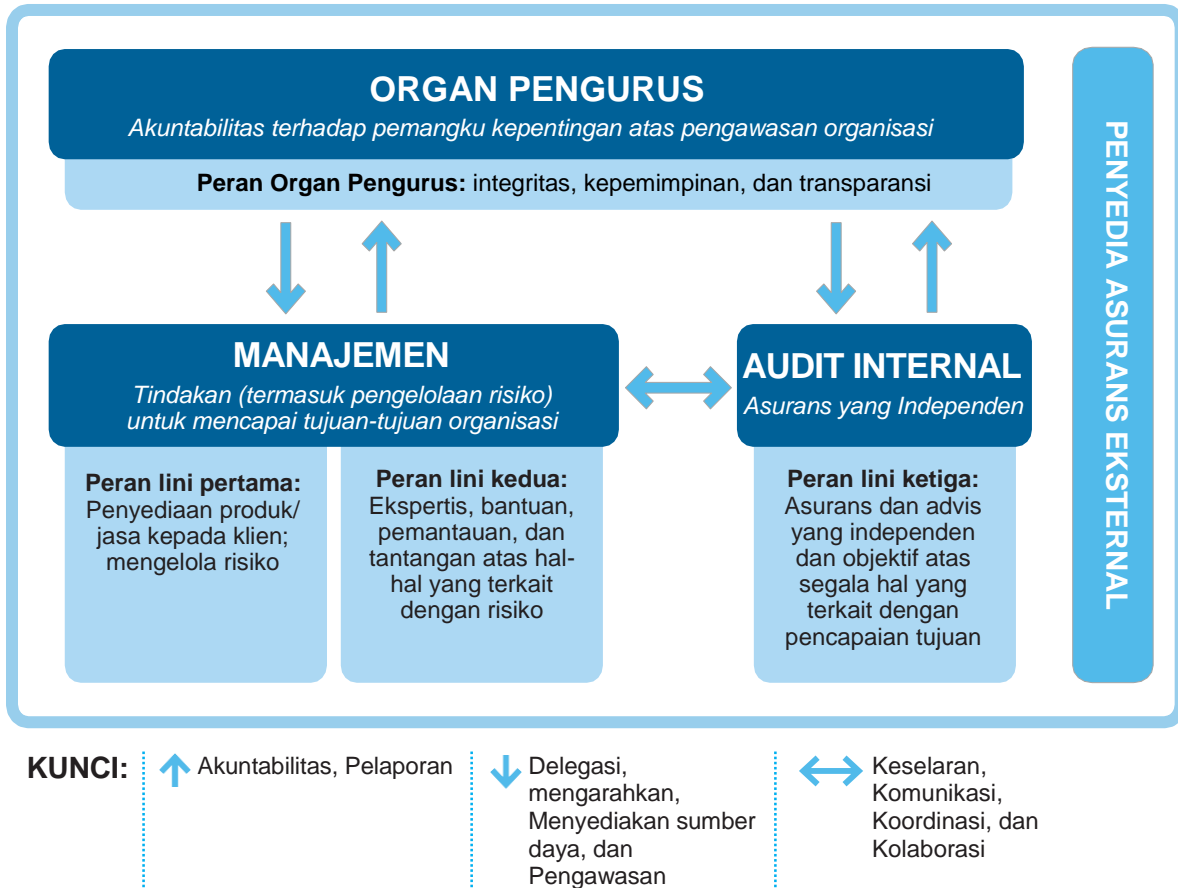 ORGAN PENGURUS
Akuntabilitas terhadap pemangku kepentingan atas pengawasan organisasi
Peran Organ Pengurus: integritas, kepemimpinan, dan transparansi
MANAJEMEN
Tindakan (termasuk pengelolaan risiko)
untuk mencapai tujuan-tujuan organisasi
Peran lini pertama:
Penyediaan produk/
jasa kepada klien;
mengelola risiko
Peran lini kedua:
Ekspertis, bantuan,
pemantauan, dan
tantangan atas hal-
hal yang terkait
dengan risiko
AUDIT INTERNAL
Asurans yang Independen
Peran lini ketiga:
Asurans dan advis
yang independen
dan objektif atas
segala hal yang
terkait dengan
pencapaian tujuan
PENYEDIA ASURANS EKSTERNAL
KUNCI:
Akuntabilitas, Pelaporan
Delegasi,
mengarahkan,
Menyediakan sumber
daya, dan
Pengawasan
Keselaran,
Komunikasi,
Koordinasi, dan
Kolaborasi